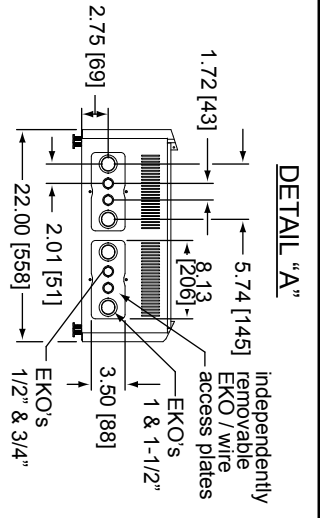 DETAIL "A"
1.72 [43]
5.74 [145]
independently
removable
EKO / wire
access plates
2.75 [69]
8.13
[206]
EKO's
1 & 1-1/2"
3.50 [88]
2.01 [51]
22.00 [558]
EKO's
1/2" & 3/4"